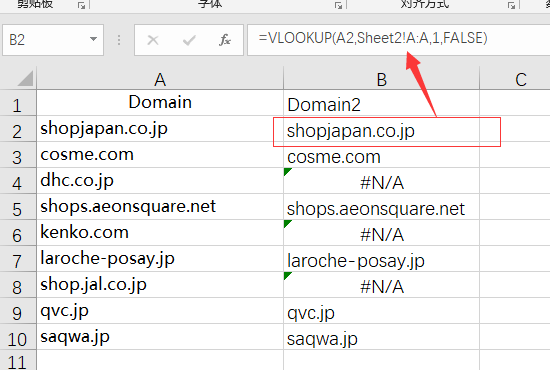 字体
对齐方式
B2 fx =VLOOKUP(A2,Sheet2!A:A,1,FALSE)
A B C
1 Domain Domain2
2 shopjapan.co.jp shopjapan.co.jp
3 cosme.com cosme.com
4 dhc.co.jp #N/A
5 shops.aeonsquare.net shops.aeonsquare.net
6 kenko.com #N/A
7 laroche-posay.jp laroche-posay.jp
8 shop.jal.co.jp #N/A
9 qvc.jp qvc.jp
10 saqwa.jp saqwa.jp
11